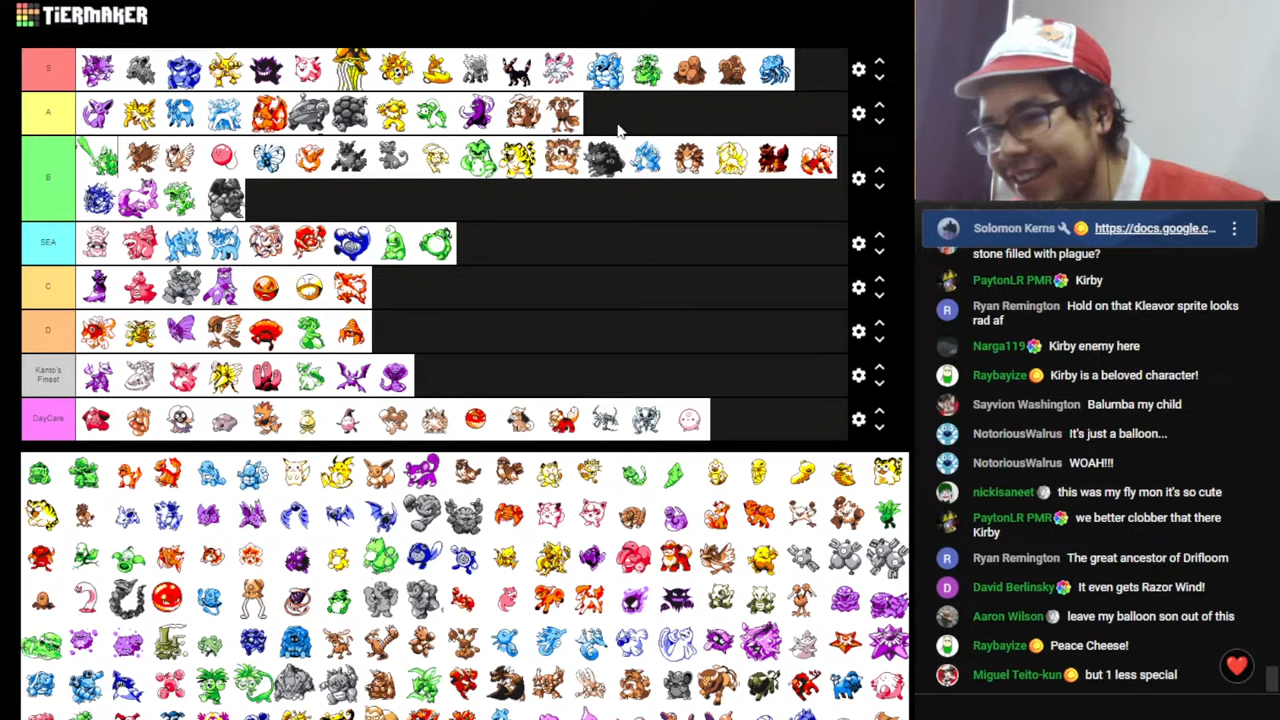 TIERMAKER
S
A
B
SEA
C
D
Kanto's
Finest
DayCare
Solomon Kerns https://docs.google.c...
stone filled with plague?
PaytonLR PMR Kirby
Ryan Remington Hold on that Kleavor sprite looks
rad af
Narga119 Kirby enemy here
Raybayize Kirby is a beloved character!
Sayvion Washington Balumba my child
NotoriousWalrus It's just a balloon...
NotoriousWalrus WOAH!!!
nickisaneet this was my fly mon it's so cute
PaytonLR PMR we better clobber that there
Kirby
R
Ryan Remington The great ancestor of Drifloom
D
David Berlinsky It even gets Razor Wind!
Aaron Wilson leave my balloon son out of this
Raybayize Peace Cheese!
Miguel Teito-kun but 1 less special